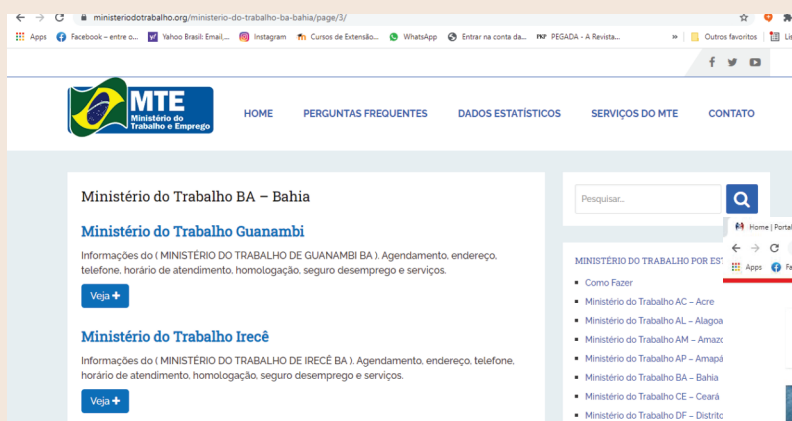 ministeriodotrabalho.org/ministerio-do-trabalho-ba-bahia/page/3/
Apps Facebook – entre o... Yahoo Brasil: Email,... Instagram Cursos de Extensão... WhatsApp Entrar na conta da... PKP PEGADA - A Revista... » Outros favoritos Lis
MTE
Ministério do
Trabalho e Emprego
HOME PERGUNTAS FREQUENTES DADOS ESTATÍSTICOS SERVIÇOS DO MTE CONTATO
Ministério do Trabalho BA – Bahia
Ministério do Trabalho Guanambi
Informações do ( MINISTÉRIO DO TRABALHO DE GUANAMBI BA ). Agendamento, endereço,
telefone, horário de atendimento, homologação, seguro desemprego e serviços.
Veja +
Ministério do Trabalho Irecê
Informações do ( MINISTÉRIO DO TRABALHO DE IRECÊ BA ). Agendamento, endereço, telefone,
horário de atendimento, homologação, seguro desemprego e serviços.
Veja +
Pesquisar...
Home | Portal
Apps Fa
MINISTÉRIO DO TRABALHO POR EST
Como Fazer
Ministério do Trabalho AC – Acre
Ministério do Trabalho AL – Alagoa
Ministério do Trabalho AM – Amazo
Ministério do Trabalho AP – Amapá
Ministério do Trabalho BA – Bahia
Ministério do Trabalho CE – Ceará
Ministério do Trabalho DF – Distrito